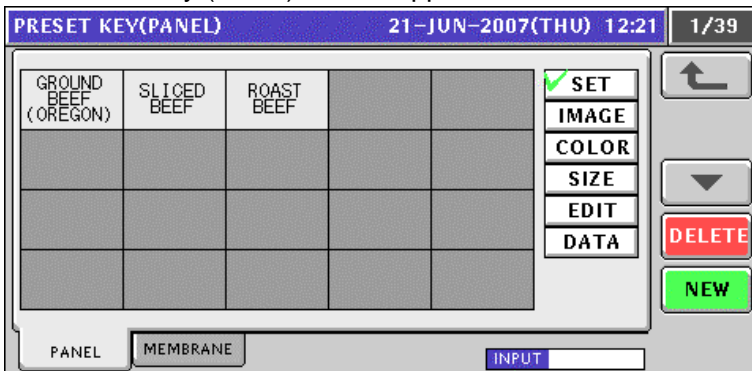 PRESET KEY(PANEL) 21-JUN-2007(THU) 12:21 1/39
GROUND
BEEF
(OREGON)
SLICED
BEEF
ROAST
BEEF
SET
IMAGE
COLOR
SIZE
EDIT
DATA
DELETE
NEW
PANEL
MEMBRANE
INPUT